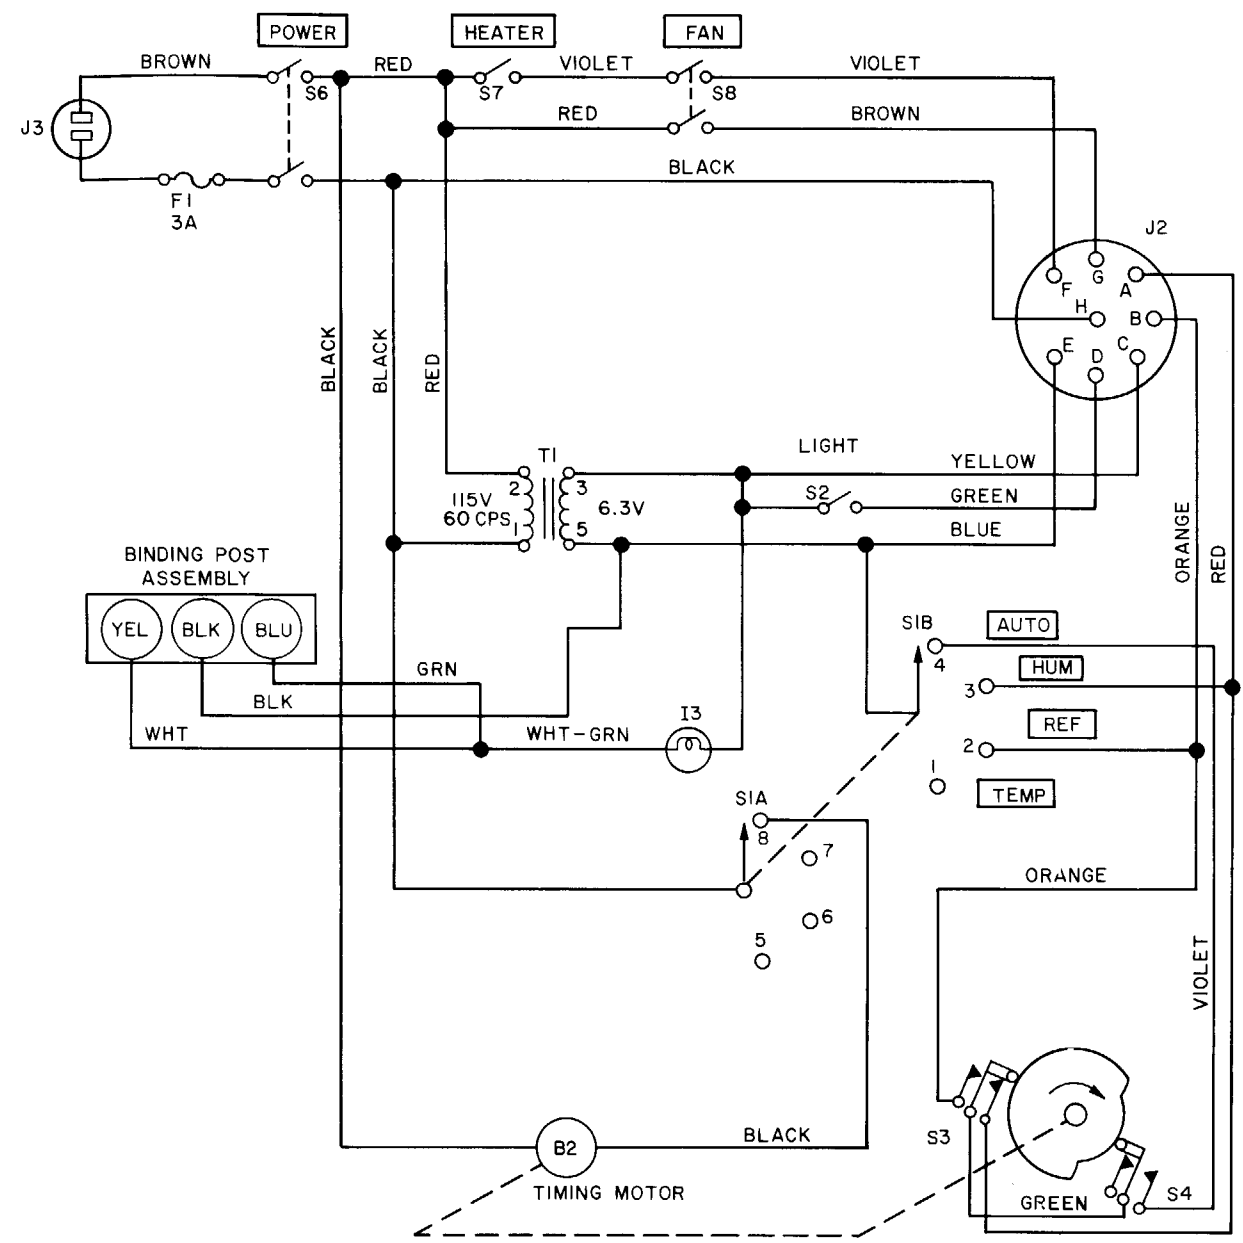 POWER
HEATER
FAN
BROWN
RED
VIOLET
VIOLET
S6
S7
S8
J3
RED
BROWN
BLACK
F1
3A
J2
F
G
A
H
B
E
D
C
BLACK
BLACK
RED
ORANGE
RED
LIGHT
T1
2
3
115V
60 CPS
6.3V
1
5
YELLOW
S2
GREEN
BLUE
BINDING POST
ASSEMBLY
YEL
BLK
BLU
GRN
BLK
WHT
WHT-GRN
I3
S1B
4
AUTO
3
HUM
2
REF
1
TEMP
S1A
8
7
6
5
ORANGE
VIOLET
S3
S4
GREEN
B2
BLACK
TIMING MOTOR